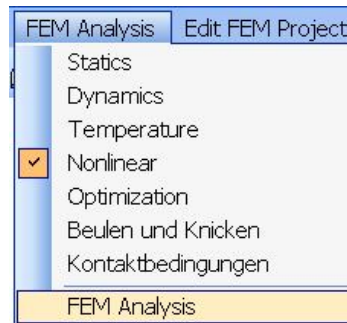 FEM Analysis Edit FEM Project
Statics
Dynamics
Temperature
Nonlinear
Optimization
Beulen und Knicken
Kontaktbedingungen
FEM Analysis